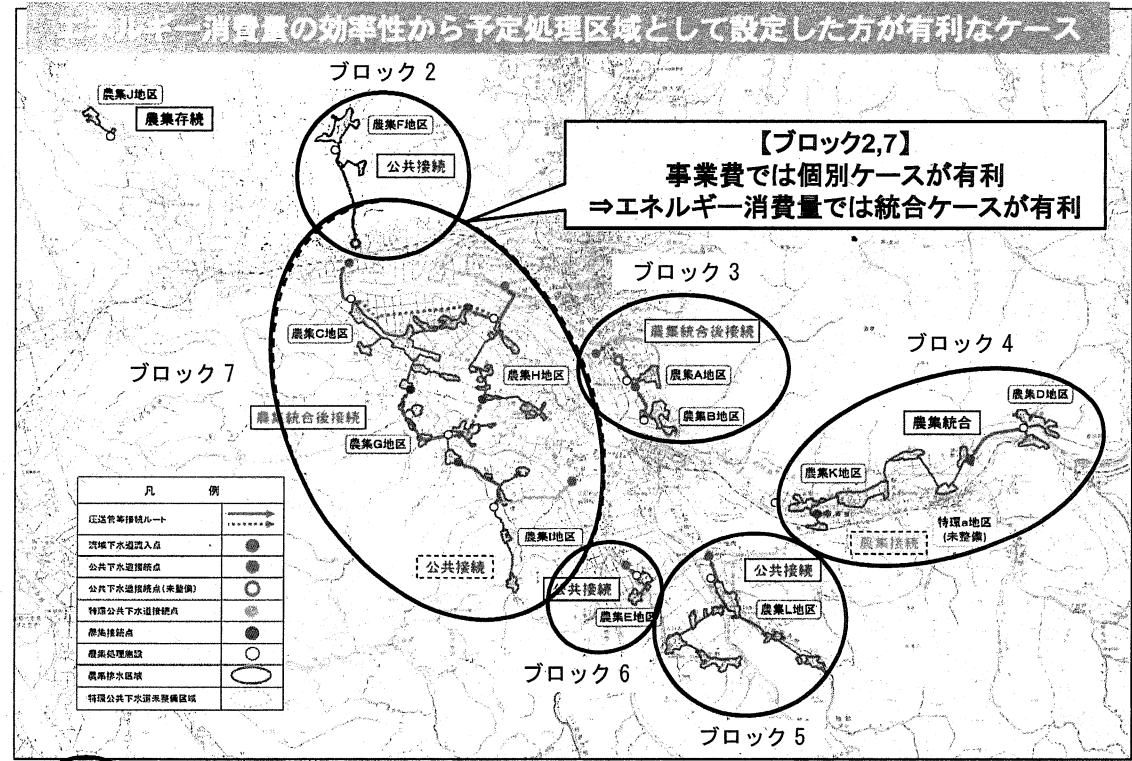 エネルギー消費量の効率性から予定処理区域として設定した方が有利なケース
ブロック2
農集J地区
農集存続
農集F地区
公共接続
【ブロック2,7】
事業費では個別ケースが有利
⇒エネルギー消費量では統合ケースが有利
ブロック3
農集統合後接続
農集A地区
農集B地区
ブロック4
農集D地区
農集統合
農集K地区
特環a地区
(未整備)
農集接続
ブロック7
農集C地区
農集H地区
農集統合後接続
農集G地区
農集I地区
公共接続
公共接続
農集E地区
ブロック6
公共接続
農集L地区
ブロック5
凡 例
圧送管等接続ルート
流域下水道流入点
公共下水道接続点
公共下水道接続点(未整備)
特環公共下水道接続点
農集接続点
農集処理施設
農集排水区域
特環公共下水道未整備区域